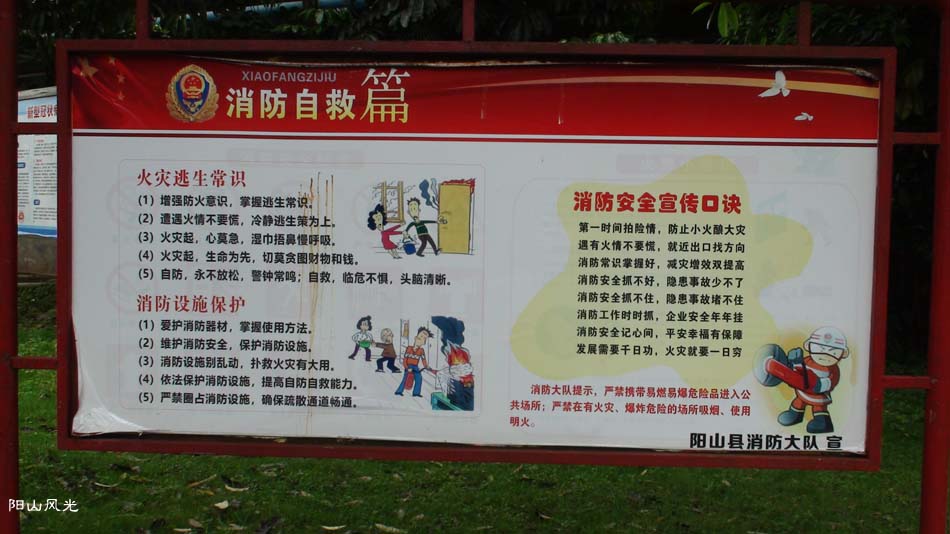 新型冠状
XIAOFANGZIJIU
消防自救篇
火灾逃生常识
(1) 增强防火意识，掌握逃生常识。
(2) 遭遇火情不要慌，冷静逃生策为上。
(3) 火灾起，心莫急，湿巾捂鼻慢呼吸。
(4) 火灾起，生命为先，切莫贪图财物和钱。
(5) 自防，永不放松，警钟常鸣；自救，临危不惧，头脑清晰。
消防设施保护
(1) 爱护消防器材，掌握使用方法。
(2) 维护消防安全，保护消防设施。
(3) 消防设施别乱动，扑救火灾有大用。
(4) 依法保护消防设施，提高自防自救能力。
(5) 严禁圈占消防设施，确保疏散通道畅通。
消防安全宣传口诀
第一时间拍险情，防止小火酿大灾
遇有火情不要慌，就近出口找方向
消防常识掌握好，减灾增效双提高
消防安全抓不好，隐患事故少不了
消防安全抓不住，隐患事故堵不住
消防工作时时抓，企业安全年年挂
消防安全记心间，平安幸福有保障
发展需要千日功，火灾就要一日穷
消防大队提示，严禁携带易燃易爆危险品进入公
共场所；严禁在有火灾、爆炸危险的场所吸烟、使用
明火。
阳山县消防大队 宣
阳山风光